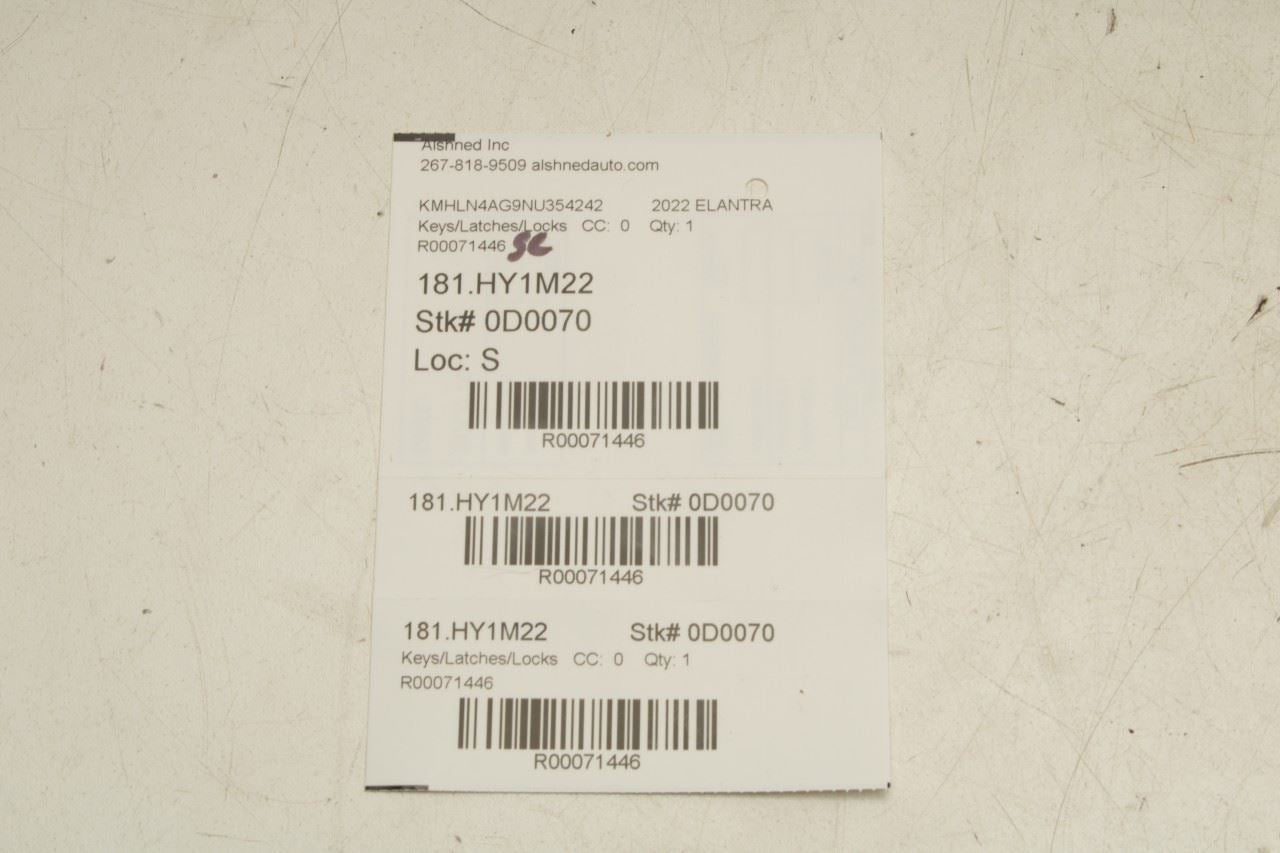 Alshned Inc
267-818-9509 alshnedauto.com
KMHLN4AG9NU354242 2022 ELANTRA
Keys/Latches/Locks CC: 0 Qty: 1
R00071446 SC
181.HY1M22
Stk# 0D0070
Loc: S
R00071446
181.HY1M22 Stk# 0D0070
R00071446
181.HY1M22 Stk# 0D0070
Keys/Latches/Locks CC: 0 Qty: 1
R00071446
R00071446